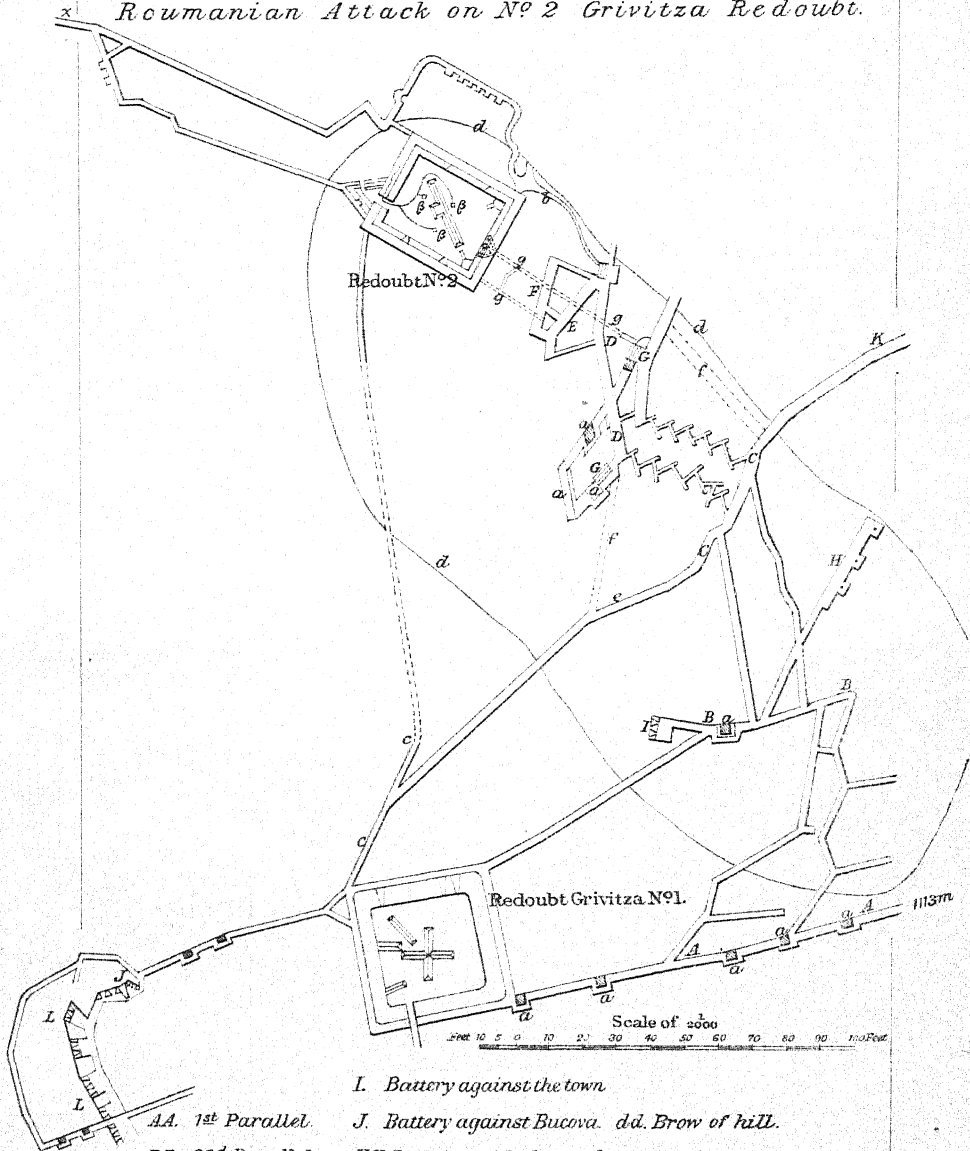 Roumanian Attack on Nº 2 Grivitza Redoubt.
x
d
b
β β
β
Redoubt Nº 2
g
g
F
g
E
D
d
G
f
K
a
D
C
G
a
a
f
C
d
e
H
B
I
B a
c
C
Redoubt Grivitza Nº 1.
1113m
A
a
A
a
a
J
L
a
a
Scale of 1/2000
Feet 10 5 0 10 20 30 40 50 60 70 80 90 100 Feet
I. Battery against the town
L
AA. 1st Parallel. J. Battery against Bucova. dd. Brow of hill.